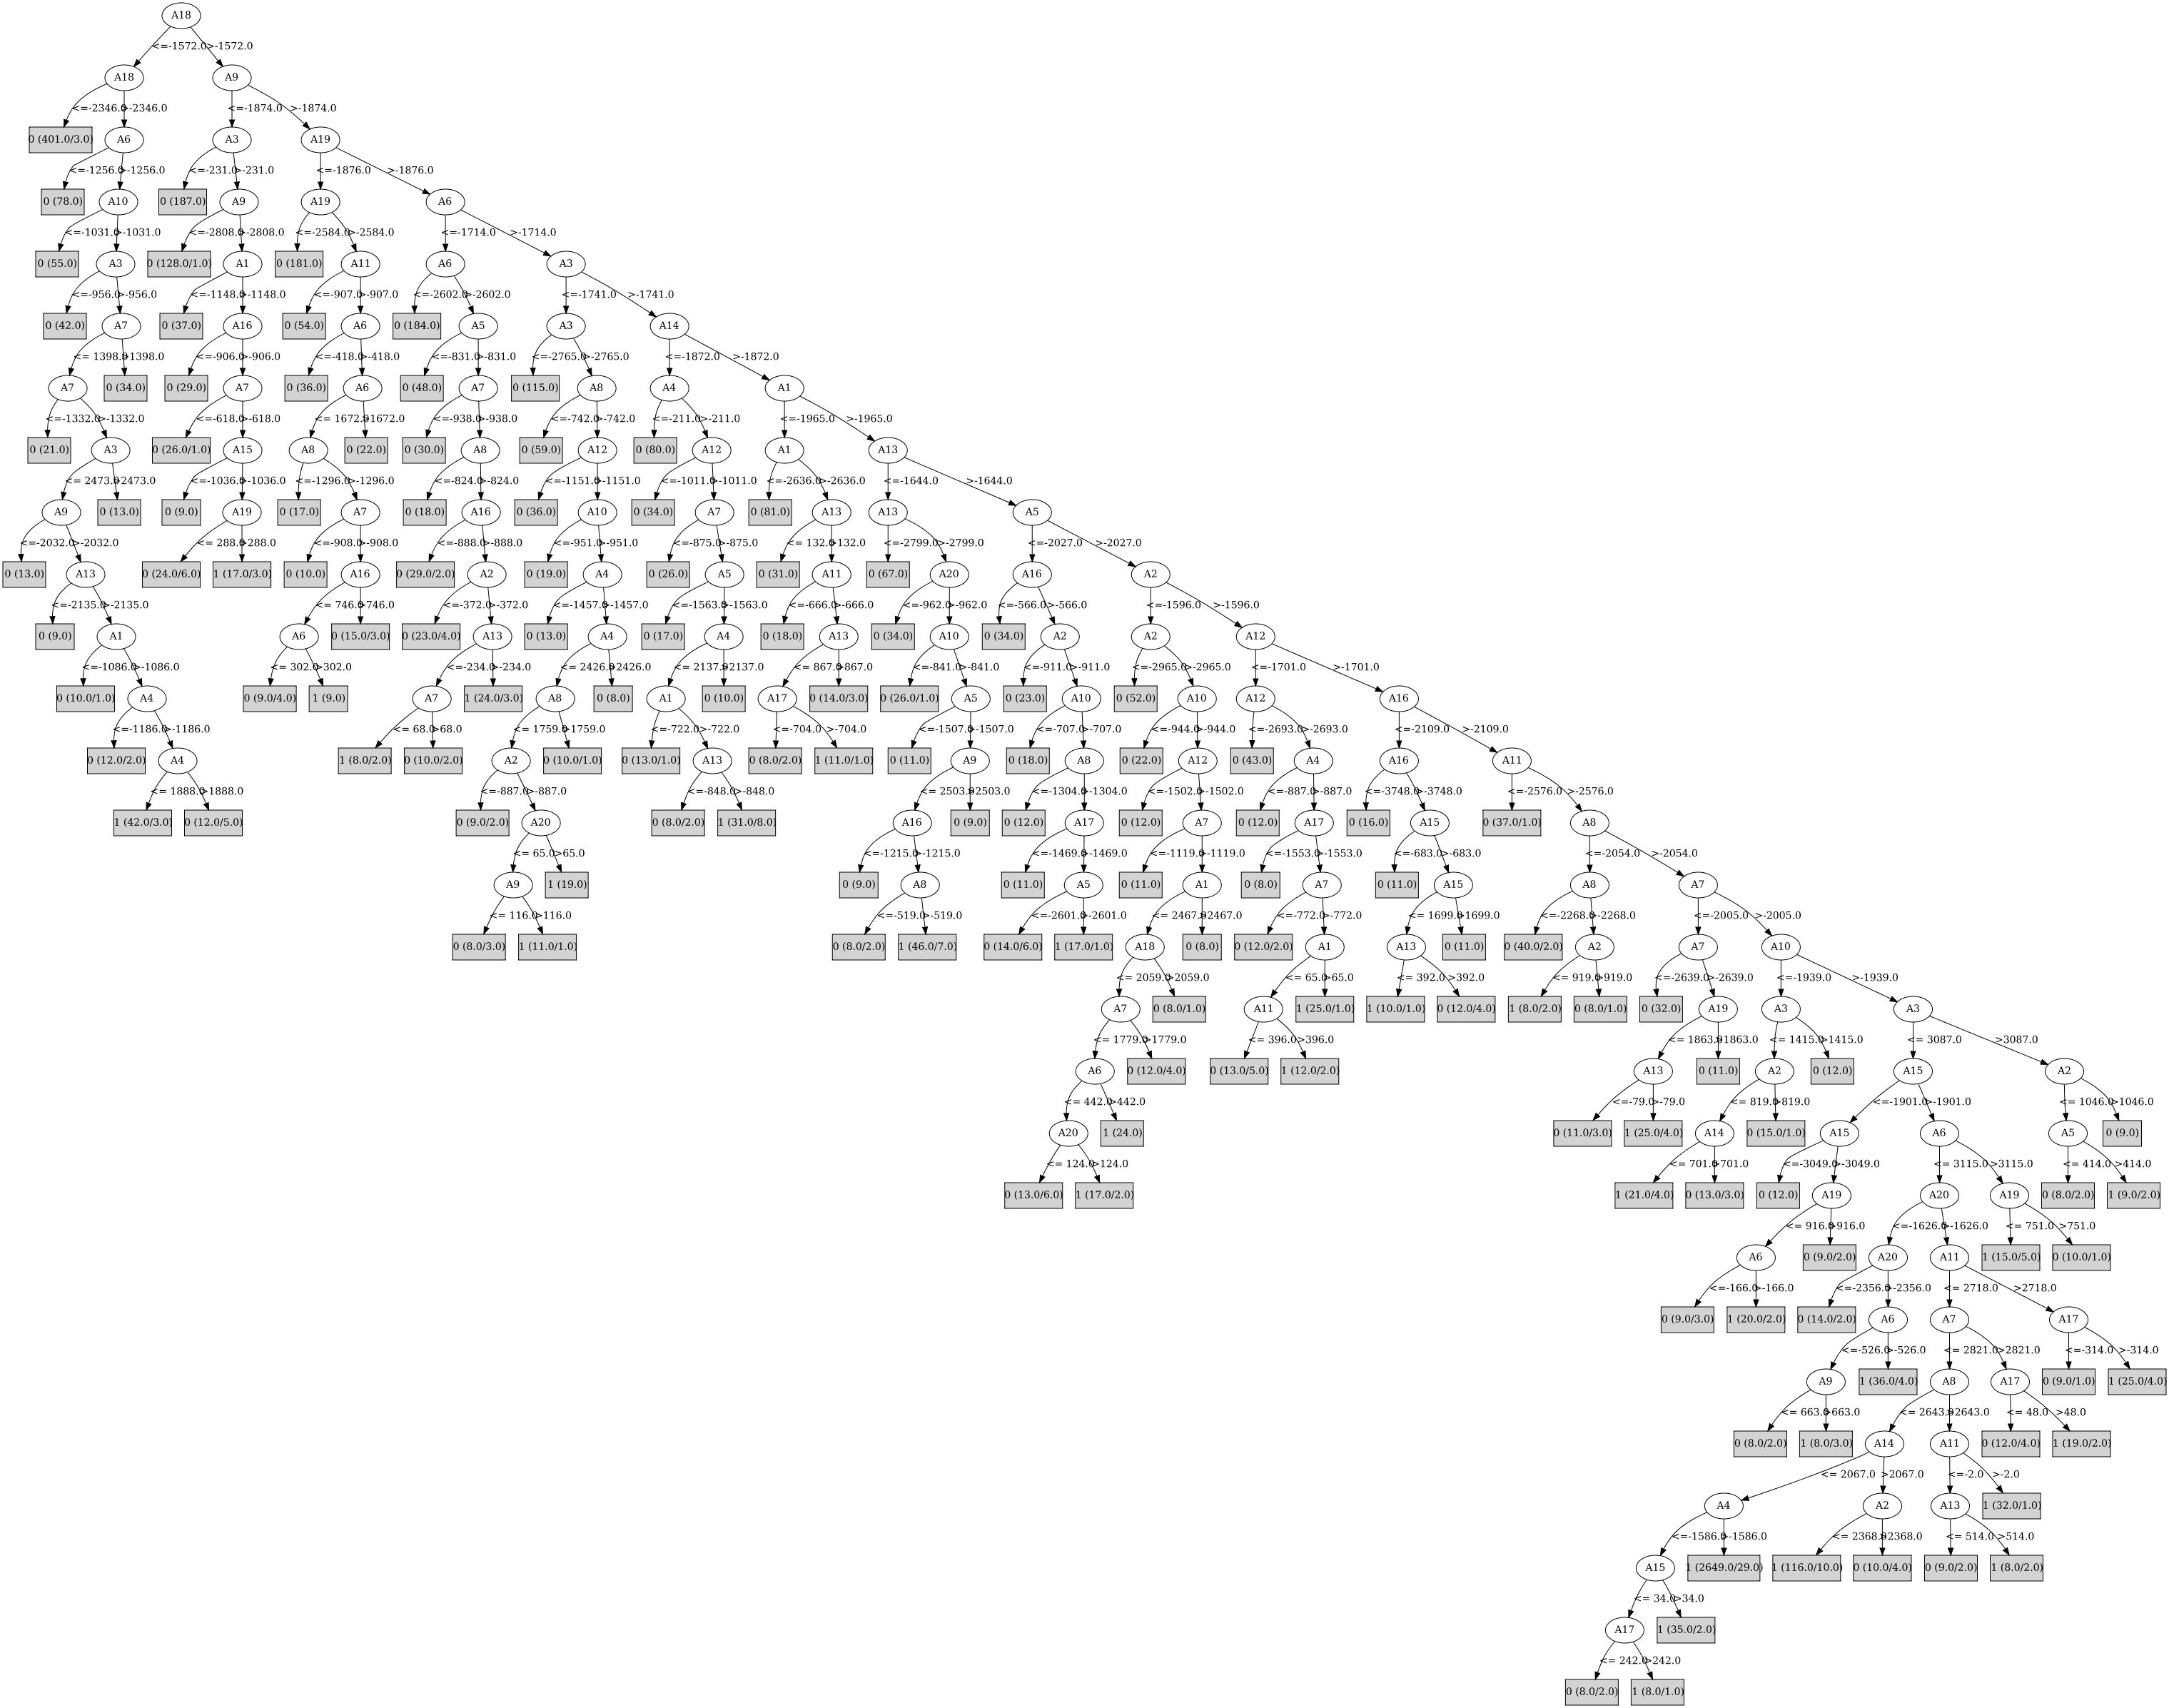 A18
<=-1572.0 >-1572.0
A18 A9
<=-2346.0 >-2346.0 <=-1874.0 >-1874.0
0 (401.0/3.0) A6 A3 A19
<=-1256.0 >-1256.0 <=-231.0 >-231.0 <=-1876.0 >-1876.0
0 (78.0) A10 0 (187.0) A9 A19 A6
<=-1031.0 >-1031.0 <=-2808.0 >-2808.0 <=-2584.0 >-2584.0 <=-1714.0 >-1714.0
0 (55.0) A3 0 (128.0/1.0) A1 0 (181.0) A11 A6 A3
<=-956.0 >-956.0 <=-1148.0 >-1148.0 <=-907.0 >-907.0 <=-2602.0 >-2602.0 <=-1741.0 >-1741.0
0 (42.0) A7 0 (37.0) A16 0 (54.0) A6 0 (184.0) A5 A3 A14
<= 1398.0 >1398.0 <=-906.0 >-906.0 <=-418.0 >-418.0 <=-831.0 >-831.0 <=-2765.0 >-2765.0 <=-1872.0 >-1872.0
A7 0 (34.0) 0 (29.0) A7 0 (36.0) A6 0 (48.0) A7 0 (115.0) A8 A4 A1
<=-1332.0 >-1332.0 <=-618.0 >-618.0 <= 1672.0 >1672.0 <=-938.0 >-938.0 <=-742.0 >-742.0 <=-211.0 >-211.0 <=-1965.0 >-1965.0
0 (21.0) A3 0 (26.0/1.0) A15 A8 0 (22.0) 0 (30.0) A8 0 (59.0) A12 0 (80.0) A12 A1 A13
<= 2473.0 >2473.0 <=-1036.0 >-1036.0 <=-1296.0 >-1296.0 <=-824.0 >-824.0 <=-1151.0 >-1151.0 <=-1011.0 >-1011.0 <=-2636.0 >-2636.0 <=-1644.0 >-1644.0
A9 0 (13.0) 0 (9.0) A19 0 (17.0) A7 0 (18.0) A16 0 (36.0) A10 0 (34.0) A7 0 (81.0) A13 A13 A5
<=-2032.0 >-2032.0 <= 288.0 >288.0 <=-908.0 >-908.0 <=-888.0 >-888.0 <=-951.0 >-951.0 <=-875.0 >-875.0 <= 132.0 >132.0 <=-2799.0 >-2799.0 <=-2027.0 >-2027.0
0 (13.0) A13 0 (24.0/6.0) 1 (17.0/3.0) 0 (10.0) A16 0 (29.0/2.0) A2 0 (19.0) A4 0 (26.0) A5 0 (31.0) A11 0 (67.0) A20 A16 A2
<=-2135.0 >-2135.0 <= 746.0 >746.0 <=-372.0 >-372.0 <=-1457.0 >-1457.0 <=-1563.0 >-1563.0 <=-666.0 >-666.0 <=-962.0 >-962.0 <=-566.0 >-566.0 <=-1596.0 >-1596.0
0 (9.0) A1 A6 0 (15.0/3.0) 0 (23.0/4.0) A13 0 (13.0) A4 0 (17.0) A4 0 (18.0) A13 0 (34.0) A10 0 (34.0) A2 A2 A12
<=-1086.0 >-1086.0 <= 302.0 >302.0 <=-234.0 >-234.0 <= 2426.0 >2426.0 <= 2137.0 >2137.0 <= 867.0 >867.0 <=-841.0 >-841.0 <=-911.0 >-911.0 <=-2965.0 >-2965.0 <=-1701.0 >-1701.0
0 (10.0/1.0) A4 0 (9.0/4.0) 1 (9.0) A7 1 (24.0/3.0) A8 0 (8.0) A1 0 (10.0) A17 0 (14.0/3.0) 0 (26.0/1.0) A5 0 (23.0) A10 0 (52.0) A10 A12 A16
<=-1186.0 >-1186.0 <= 68.0 >68.0 <= 1759.0 >1759.0 <=-722.0 >-722.0 <=-704.0 >-704.0 <=-1507.0 >-1507.0 <=-707.0 >-707.0 <=-944.0 >-944.0 <=-2693.0 >-2693.0 <=-2109.0 >-2109.0
0 (12.0/2.0) A4 1 (8.0/2.0) 0 (10.0/2.0) A2 0 (10.0/1.0) 0 (13.0/1.0) A13 0 (8.0/2.0) 1 (11.0/1.0) 0 (11.0) A9 0 (18.0) A8 0 (22.0) A12 0 (43.0) A4 A16 A11
<= 1888.0 >1888.0 <=-887.0 >-887.0 <=-848.0 >-848.0 <= 2503.0 >2503.0 <=-1304.0 >-1304.0 <=-1502.0 >-1502.0 <=-887.0 >-887.0 <=-3748.0 >-3748.0 <=-2576.0 >-2576.0
1 (42.0/3.0) 0 (12.0/5.0) 0 (9.0/2.0) A20 0 (8.0/2.0) 1 (31.0/8.0) A16 0 (9.0) 0 (12.0) A17 0 (12.0) A7 0 (12.0) A17 0 (16.0) A15 0 (37.0/1.0) A8
<= 65.0 >65.0 <=-1215.0 >-1215.0 <=-1469.0 >-1469.0 <=-1119.0 >-1119.0 <=-1553.0 >-1553.0 <=-683.0 >-683.0 <=-2054.0 >-2054.0
A9 1 (19.0) 0 (9.0) A8 0 (11.0) A5 0 (11.0) A1 0 (8.0) A7 0 (11.0) A15 A8 A7
<= 116.0 >116.0 <=-519.0 >-519.0 <=-2601.0 >-2601.0 <= 2467.0 >2467.0 <=-772.0 >-772.0 <= 1699.0 >1699.0 <=-2268.0 >-2268.0 <=-2005.0 >-2005.0
0 (8.0/3.0) 1 (11.0/1.0) 0 (8.0/2.0) 1 (46.0/7.0) 0 (14.0/6.0) 1 (17.0/1.0) A18 0 (8.0) 0 (12.0/2.0) A1 A13 0 (11.0) 0 (40.0/2.0) A2 A7 A10
<= 2059.0 >2059.0 <= 65.0 >65.0 <= 392.0 >392.0 <= 919.0 >919.0 <=-2639.0 >-2639.0 <=-1939.0 >-1939.0
A7 0 (8.0/1.0) A11 1 (25.0/1.0) 1 (10.0/1.0) 0 (12.0/4.0) 1 (8.0/2.0) 0 (8.0/1.0) 0 (32.0) A19 A3 A3
<= 1779.0 >1779.0 <= 396.0 >396.0 <= 1863.0 >1863.0 <= 1415.0 >1415.0 <= 3087.0 >3087.0
A6 0 (12.0/4.0) 0 (13.0/5.0) 1 (12.0/2.0) A13 0 (11.0) A2 0 (12.0) A15 A2
<= 442.0 >442.0 <=-79.0 >-79.0 <= 819.0 >819.0 <=-1901.0 >-1901.0 <= 1046.0 >1046.0
A20 1 (24.0) 0 (11.0/3.0) 1 (25.0/4.0) A14 0 (15.0/1.0) A15 A6 A5 0 (9.0)
<= 124.0 >124.0 <= 701.0 >701.0 <=-3049.0 >-3049.0 <= 3115.0 >3115.0 <= 414.0 >414.0
0 (13.0/6.0) 1 (17.0/2.0) 1 (21.0/4.0) 0 (13.0/3.0) 0 (12.0) A19 A20 A19 0 (8.0/2.0) 1 (9.0/2.0)
<= 916.0 >916.0 <=-1626.0 >-1626.0 <= 751.0 >751.0
A6 0 (9.0/2.0) A20 A11 1 (15.0/5.0) 0 (10.0/1.0)
<=-166.0 >-166.0 <=-2356.0 >-2356.0 <= 2718.0 >2718.0
0 (9.0/3.0) 1 (20.0/2.0) 0 (14.0/2.0) A6 A7 A17
<=-526.0 >-526.0 <= 2821.0 >2821.0 <=-314.0 >-314.0
A9 1 (36.0/4.0) A8 A17 0 (9.0/1.0) 1 (25.0/4.0)
<= 663.0 >663.0 <= 2643.0 >2643.0 <= 48.0 >48.0
0 (8.0/2.0) 1 (8.0/3.0) A14 A11 0 (12.0/4.0) 1 (19.0/2.0)
<= 2067.0 >2067.0 <=-2.0 >-2.0
A4 A2 A13 1 (32.0/1.0)
<=-1586.0 >-1586.0 <= 2368.0 >2368.0 <= 514.0 >514.0
A15 1 (2649.0/29.0) 1 (116.0/10.0) 0 (10.0/4.0) 0 (9.0/2.0) 1 (8.0/2.0)
<= 34.0 >34.0
A17 1 (35.0/2.0)
<= 242.0 >242.0
0 (8.0/2.0) 1 (8.0/1.0)